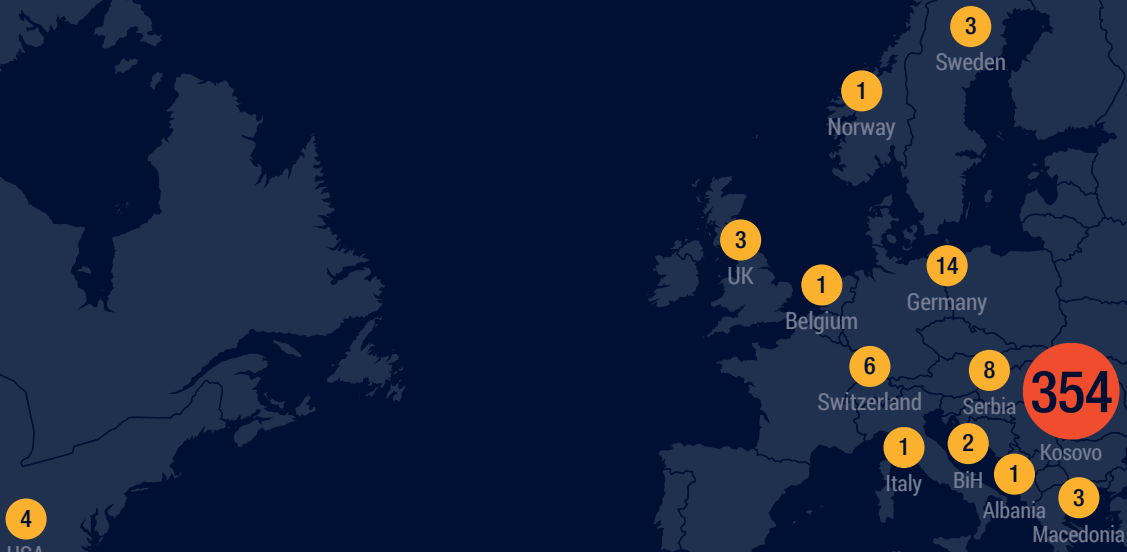 3
Sweden
1
Norway
3
UK
14
Germany
1
Belgium
6
Switzerland
8
Serbia
354
Kosovo
1
Italy
2
BiH
1
Albania
3
Macedonia
4
USA